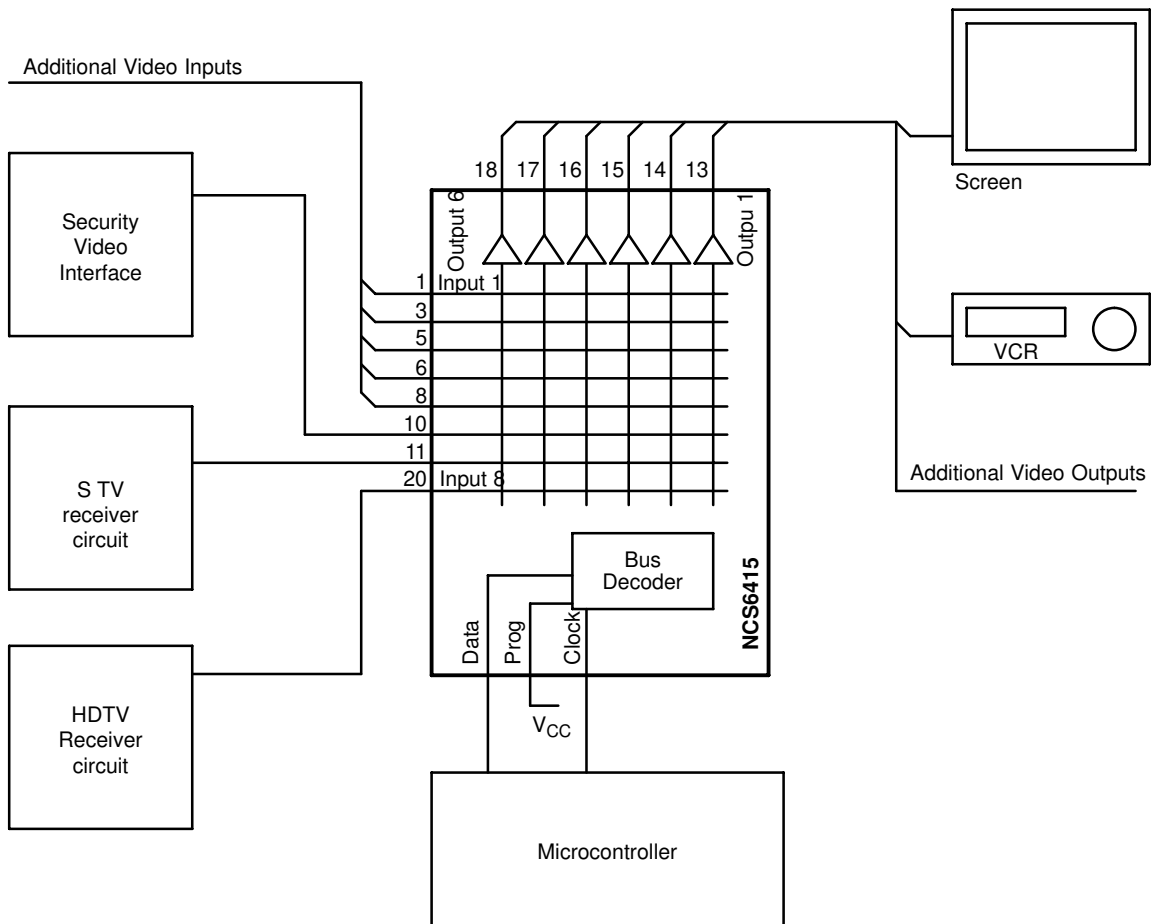 Additional Video Inputs
Security
Video
Interface
S TV
receiver
circuit
HDTV
Receiver
circuit
18 17 16 15 14 13
Output 6
Outpu 1
1 Input 1
3
5
6
8
10
11
20 Input 8
Bus
Decoder
NCS6415
Data
Prog
Clock
VCC
Microcontroller
Screen
VCR
Additional Video Outputs